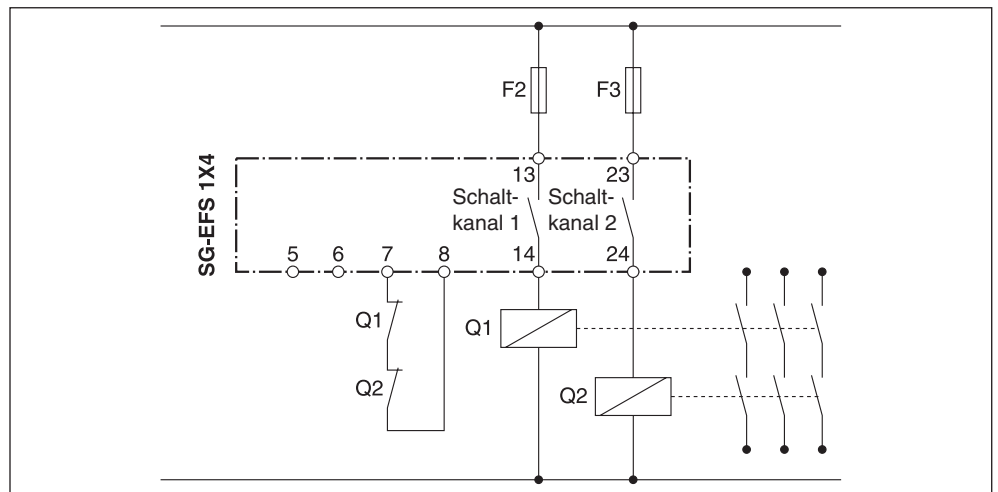 F2
F3
SG-EFS 1X4
13
23
Schalt-
kanal 1
Schalt-
kanal 2
5
6
7
8
14
24
Q1
Q1
Q2
Q2